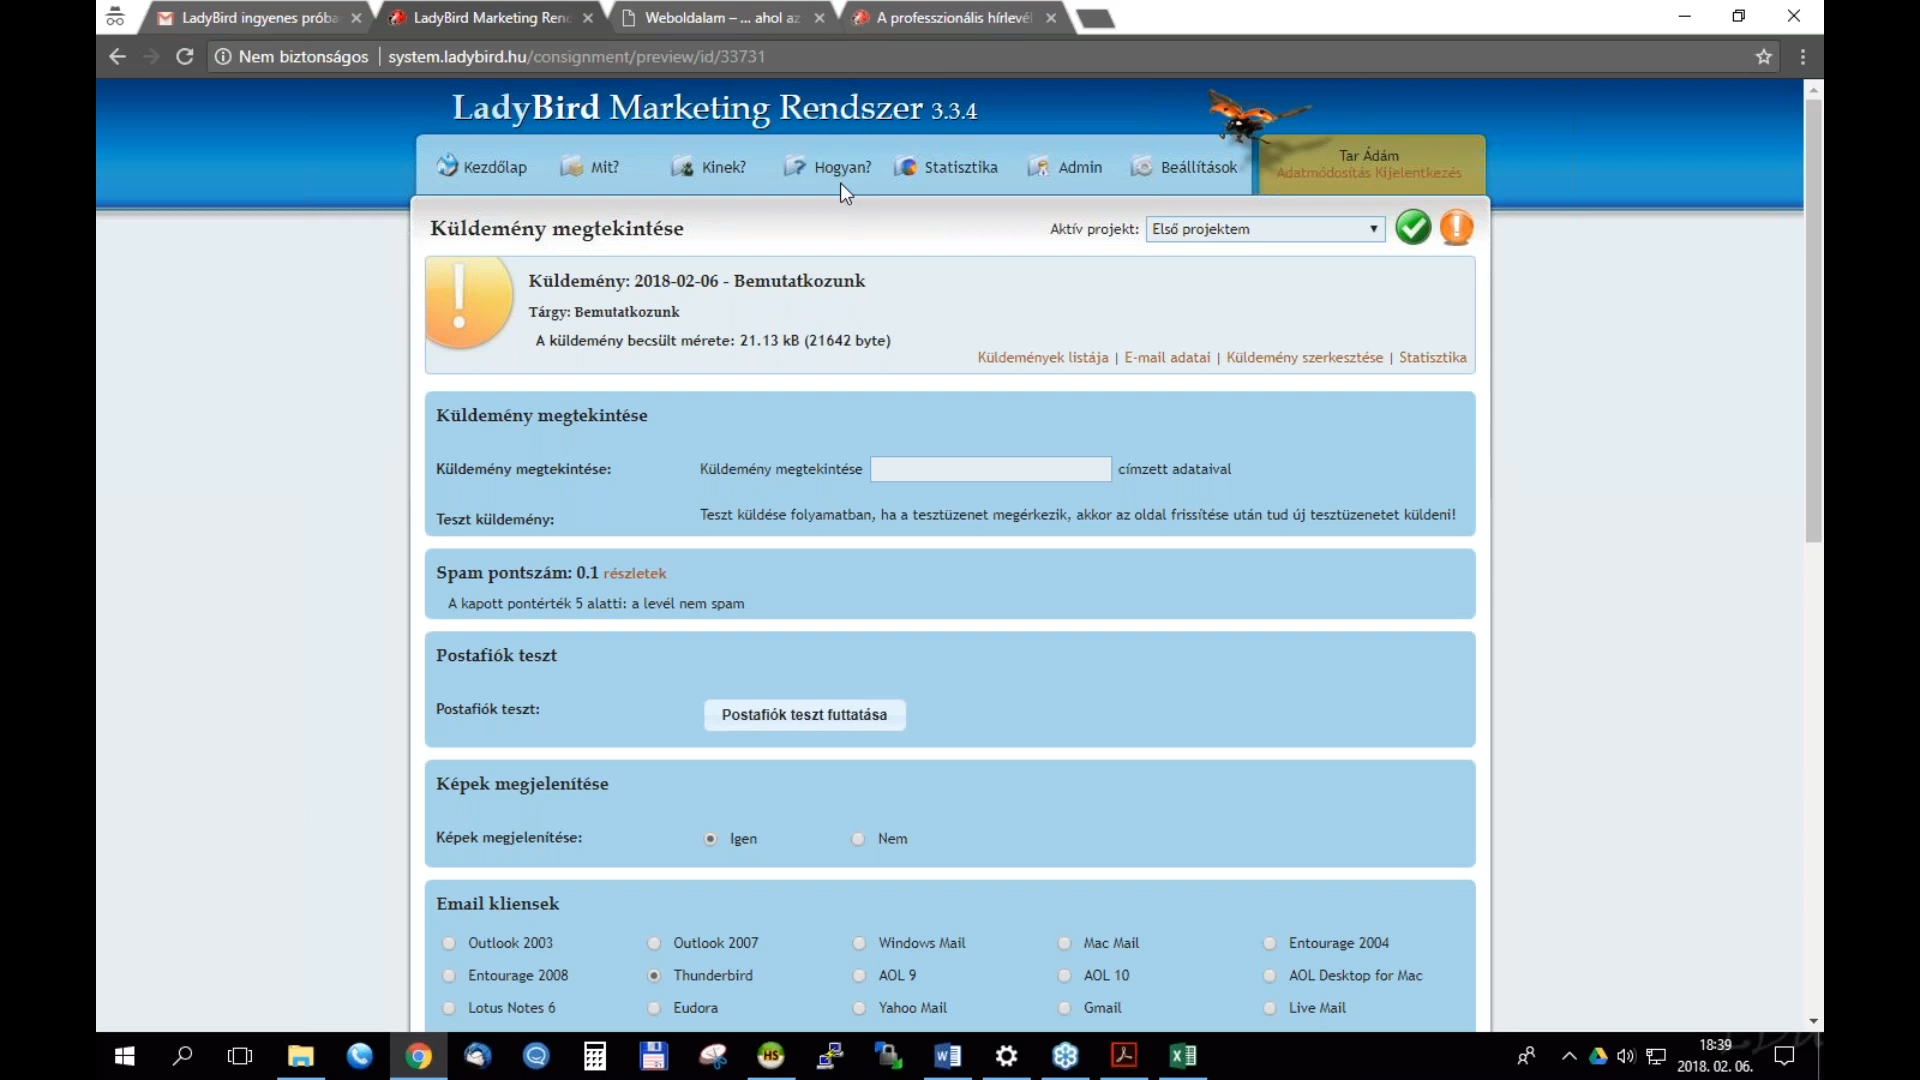 LadyBird ingyenes próba
LadyBird Marketing Ren
Weboldalam – ... ahol az
A professzionális hírlevél
Nem biztonságos
system.ladybird.hu/consignment/preview/id/33731
LadyBird Marketing Rendszer 3.3.4
Kezdőlap Mit? Kinek? Hogyan? Statisztika Admin Beállítások
Tar Ádám
Adatmódosítás Kijelentkezés
Küldemény megtekintése
Aktív projekt: Első projektem
Küldemény: 2018-02-06 - Bemutatkozunk
Tárgy: Bemutatkozunk
A küldemény becsült mérete: 21.13 kB (21642 byte)
Küldemények listája | E-mail adatai | Küldemény szerkesztése | Statisztika
Küldemény megtekintése
Küldemény megtekintése: Küldemény megtekintése címzett adataival
Teszt küldemény: Teszt küldése folyamatban, ha a tesztüzenet megérkezik, akkor az oldal frissítése után tud új tesztüzenetet küldeni!
Spam pontszám: 0.1 részletek
A kapott pontérték 5 alatti: a levél nem spam
Postafiók teszt
Postafiók teszt: Postafiók teszt futtatása
Képek megjelenítése
Képek megjelenítése: Igen Nem
Email kliensek
Outlook 2003 Outlook 2007 Windows Mail Mac Mail Entourage 2004
Entourage 2008 Thunderbird AOL 9 AOL 10 AOL Desktop for Mac
Lotus Notes 6 Eudora Yahoo Mail Gmail Live Mail
HS
18:39
2018. 02. 06.